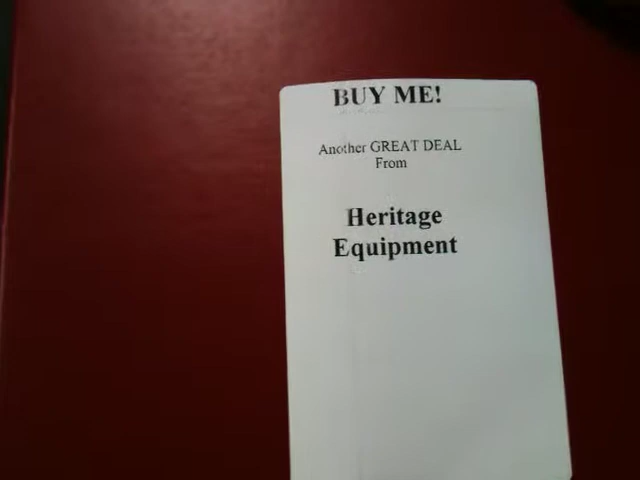 BUY ME!
Another GREAT DEAL
From
Heritage
Equipment